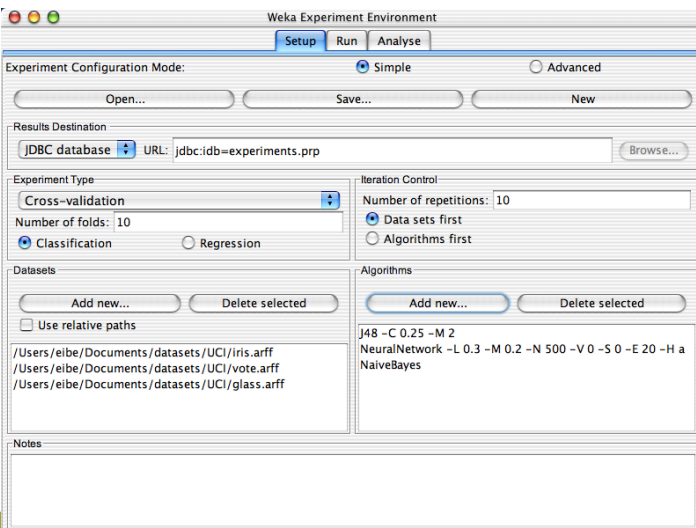 Weka Experiment Environment
Setup Run Analyse
Experiment Configuration Mode: Simple Advanced
Open... Save... New
Results Destination
JDBC database URL: jdbc:idb=experiments.prp Browse...
Experiment Type
Cross-validation
Number of folds: 10
Classification Regression
Iteration Control
Number of repetitions: 10
Data sets first
Algorithms first
Datasets
Add new... Delete selected
Use relative paths
/Users/eibe/Documents/datasets/UCI/iris.arff
/Users/eibe/Documents/datasets/UCI/vote.arff
/Users/eibe/Documents/datasets/UCI/glass.arff
Algorithms
Add new... Delete selected
J48 -C 0.25 -M 2
NeuralNetwork -L 0.3 -M 0.2 -N 500 -V 0 -S 0 -E 20 -H a
NaiveBayes
Notes